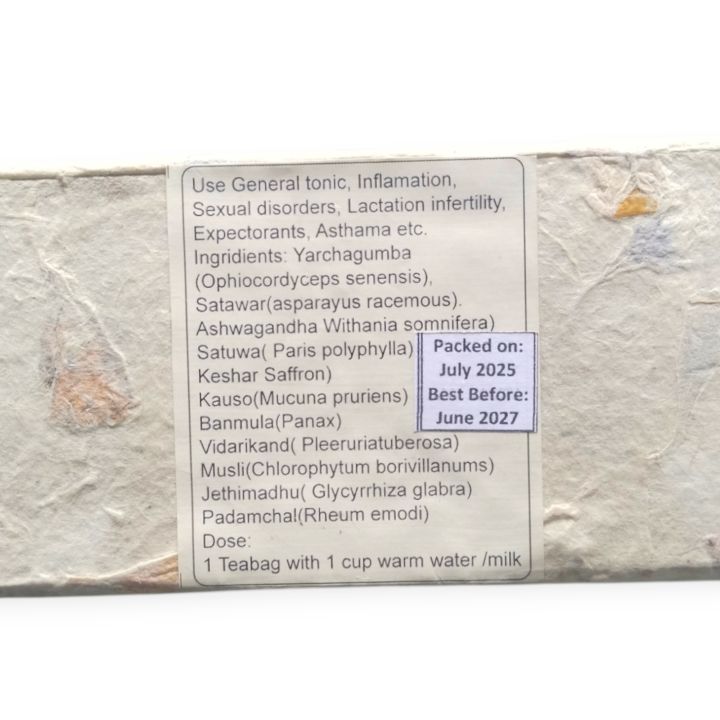 Use General tonic, Inflamation,
Sexual disorders, Lactation infertility,
Expectorants, Asthama etc.
Ingridients: Yarchagumba
(Ophiocordyceps senensis),
Satawar(asparayus racemous).
Ashwagandha Withania somnifera)
Satuwa( Paris polyphylla)
Keshar Saffron)
Kauso(Mucuna pruriens)
Banmula(Panax)
Vidarikand( Pleeruriatuberosa)
Musli(Chlorophytum borivillanums)
Jethimadhu( Glycyrrhiza glabra)
Padamchal(Rheum emodi)
Dose:
1 Teabag with 1 cup warm water /milk
Packed on:
July 2025
Best Before:
June 2027